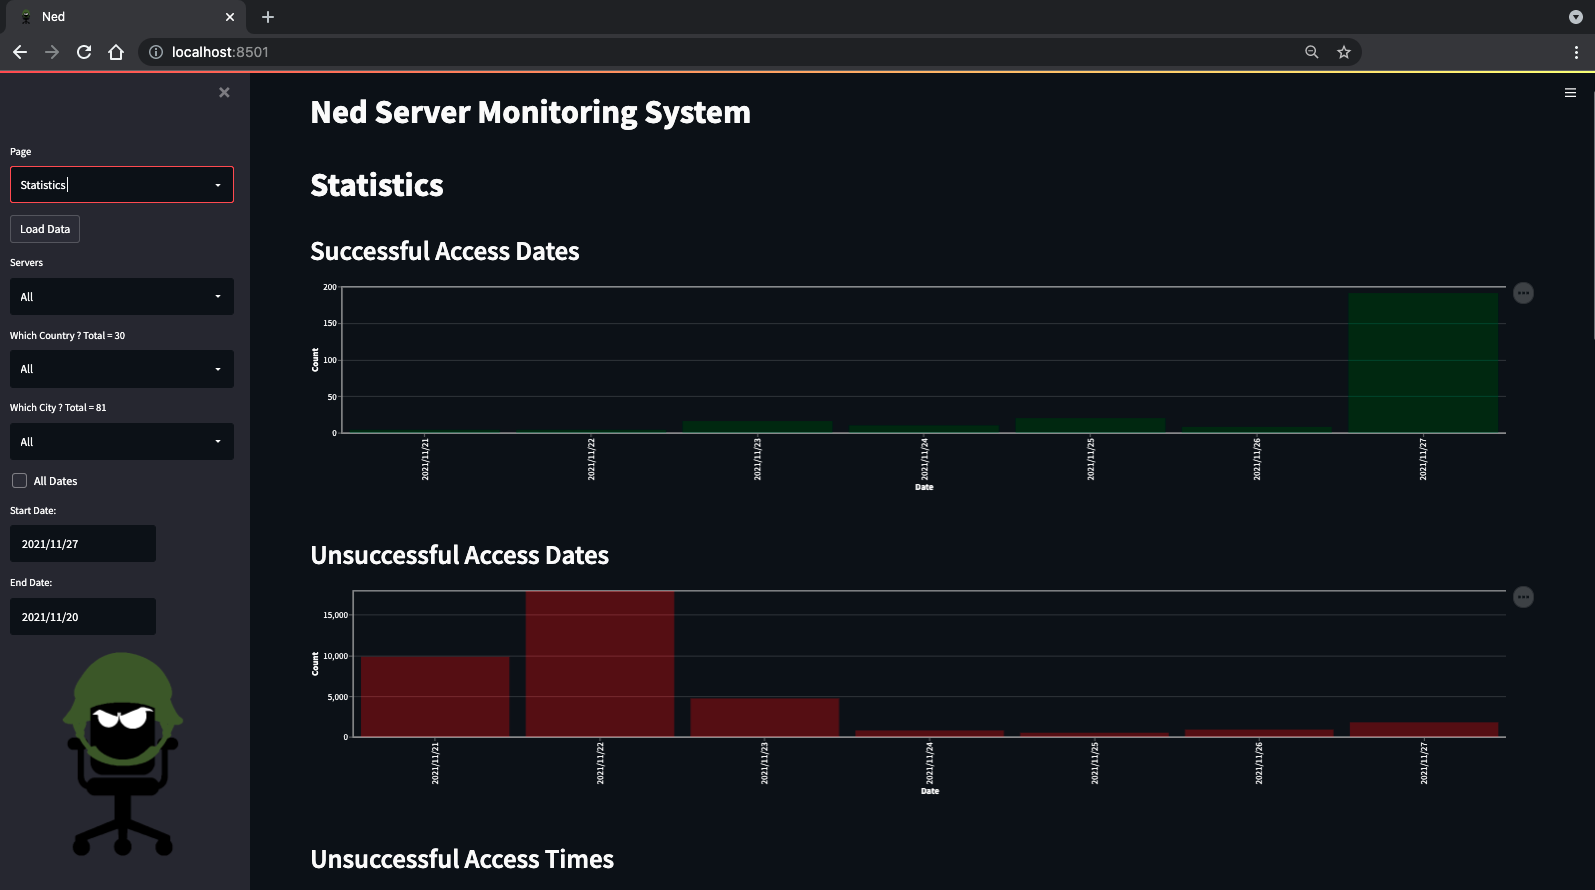 Ned
localhost:8501
Page
Statistics
Load Data
Servers
All
Which Country ? Total = 30
All
Which City ? Total = 81
All
All Dates
Start Date:
2021/11/27
End Date:
2021/11/20
Ned Server Monitoring System
Statistics
Successful Access Dates
200
150
100
50
0
Count
2021/11/21
2021/11/22
2021/11/23
2021/11/24
2021/11/25
2021/11/26
2021/11/27
Date
Unsuccessful Access Dates
15,000
10,000
5,000
0
Count
2021/11/21
2021/11/22
2021/11/23
2021/11/24
2021/11/25
2021/11/26
2021/11/27
Date
Unsuccessful Access Times